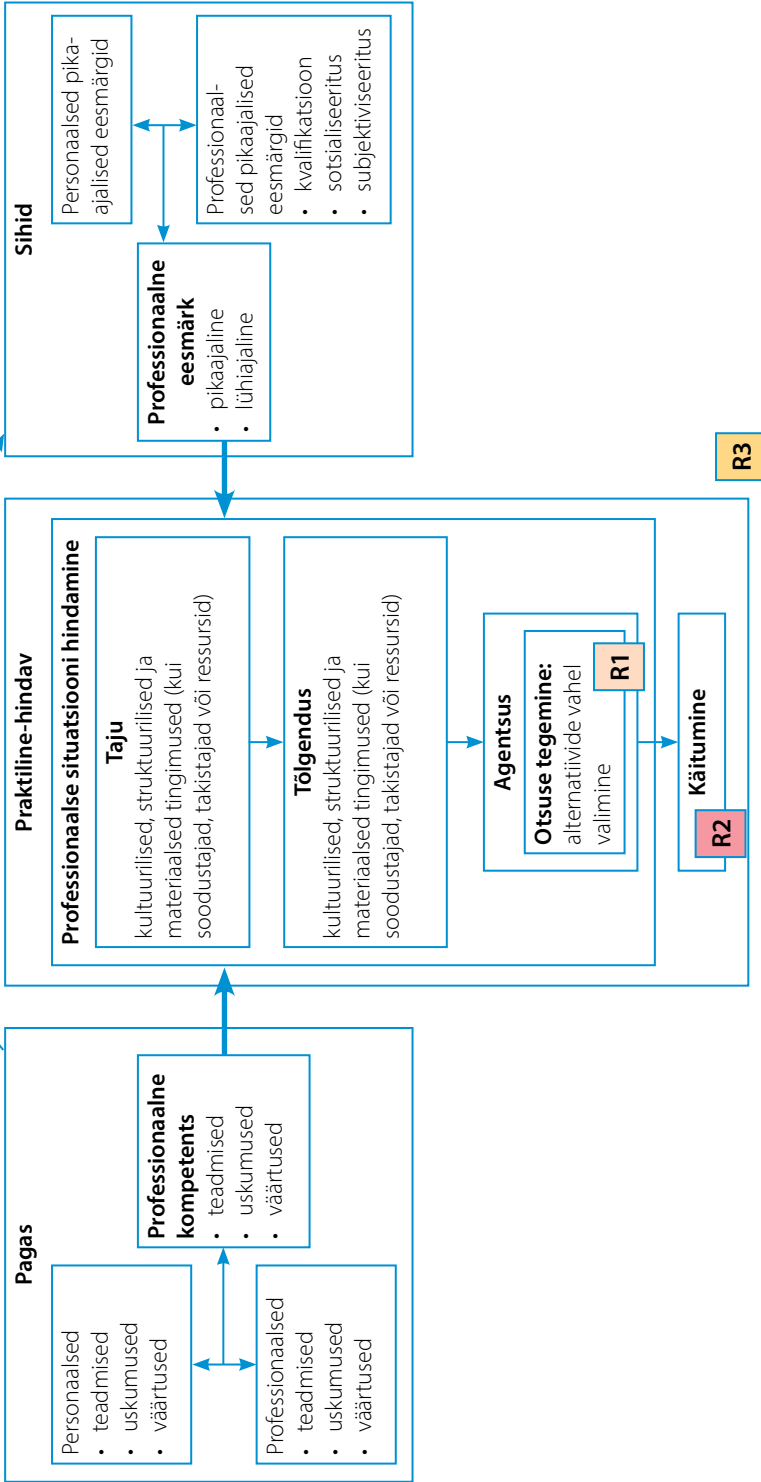 Pagas
Personaalsed
• teadmised
• uskumused
• väärtused
Professionaalsed
• teadmised
• uskumused
• väärtused
Professionaalne
kompetents
• teadmised
• uskumused
• väärtused
Praktiline-hindav
Professionaalse situatsiooni hindamine
Taju
kultuurilised, struktuurilised ja
materiaalsed tingimused (kui
soodustajad, takistajad või ressursid)
Tõlgendus
kultuurilised, struktuurilised ja
materiaalsed tingimused (kui
soodustajad, takistajad või ressursid)
Agentsus
Otsuse tegemine:
alternatiivide vahel
valimine
R1
Käitumine
R2
R3
Sihid
Professionaalne
eesmärk
• pikaajaline
• lühiajaline
Personaalsed pika-
ajalised eesmärgid
Professionaal-
sed pikaajalised
eesmärgid
• kvalifikatsioon
• sotsialiseeritus
• subjektiviseeritus